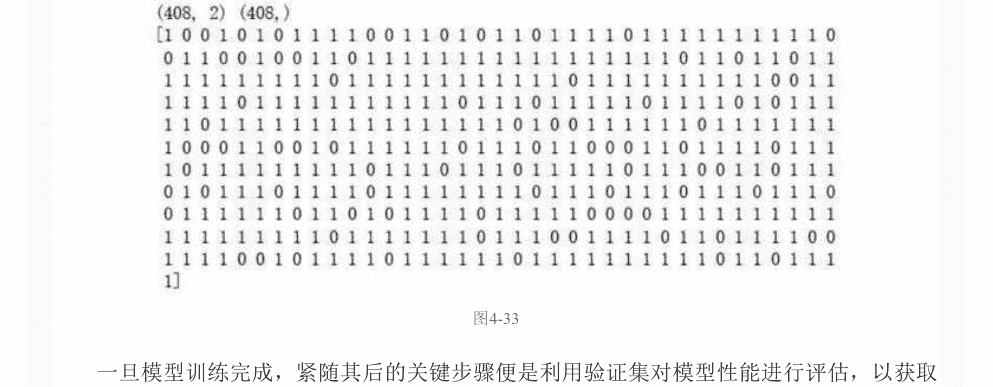 (408, 2) (408,)
[1 0 0 1 0 1 0 1 1 1 1 0 0 1 1 0 1 0 1 1 0 1 1 1 1 0 1 1 1 1 1 1 1 1 1 1 0
0 1 1 0 0 1 0 0 1 1 0 1 1 1 1 1 1 1 1 1 1 1 1 1 1 1 1 1 0 1 1 0 1 1 0 1 1
1 1 1 1 1 1 1 1 1 0 1 1 1 1 1 1 1 1 1 1 1 1 0 1 1 1 1 1 1 1 1 1 1 1 0 0 1 1
1 1 1 1 0 1 1 1 1 1 1 1 1 1 1 1 0 1 1 1 0 1 1 1 1 1 0 1 1 1 1 0 1 0 1 1 1
1 1 0 1 1 1 1 1 1 1 1 1 1 1 1 1 1 1 1 0 1 0 0 1 1 1 1 1 1 0 1 1 1 1 1 1 1
1 0 0 0 1 1 0 0 1 0 1 1 1 1 1 1 0 1 1 1 0 1 1 0 0 0 1 1 0 1 1 1 1 0 1 1 1
1 0 1 1 1 1 1 1 1 1 1 0 1 1 1 0 1 1 1 0 1 1 1 1 1 0 1 1 1 0 0 1 1 0 1 1 1
0 1 0 1 1 1 0 1 1 1 1 0 1 1 1 1 1 1 1 1 0 1 1 1 0 1 1 1 0 1 1 1 0 1 1 1 0
0 1 1 1 1 1 1 0 1 1 0 1 0 1 1 1 1 0 1 1 1 1 1 0 0 0 0 1 1 1 1 1 1 1 1 1 1
1 1 1 1 1 1 1 1 1 0 1 1 1 1 1 1 1 0 1 1 1 0 0 1 1 1 1 0 1 1 0 1 1 1 1 0 0
1 1 1 1 0 0 1 0 1 1 1 1 0 1 1 1 1 1 1 0 1 1 1 1 1 1 1 1 1 1 0 1 1 0 1 1 1
1]
图4-33
一旦模型训练完成，紧随其后的关键步骤便是利用验证集对模型性能进行评估，以获取